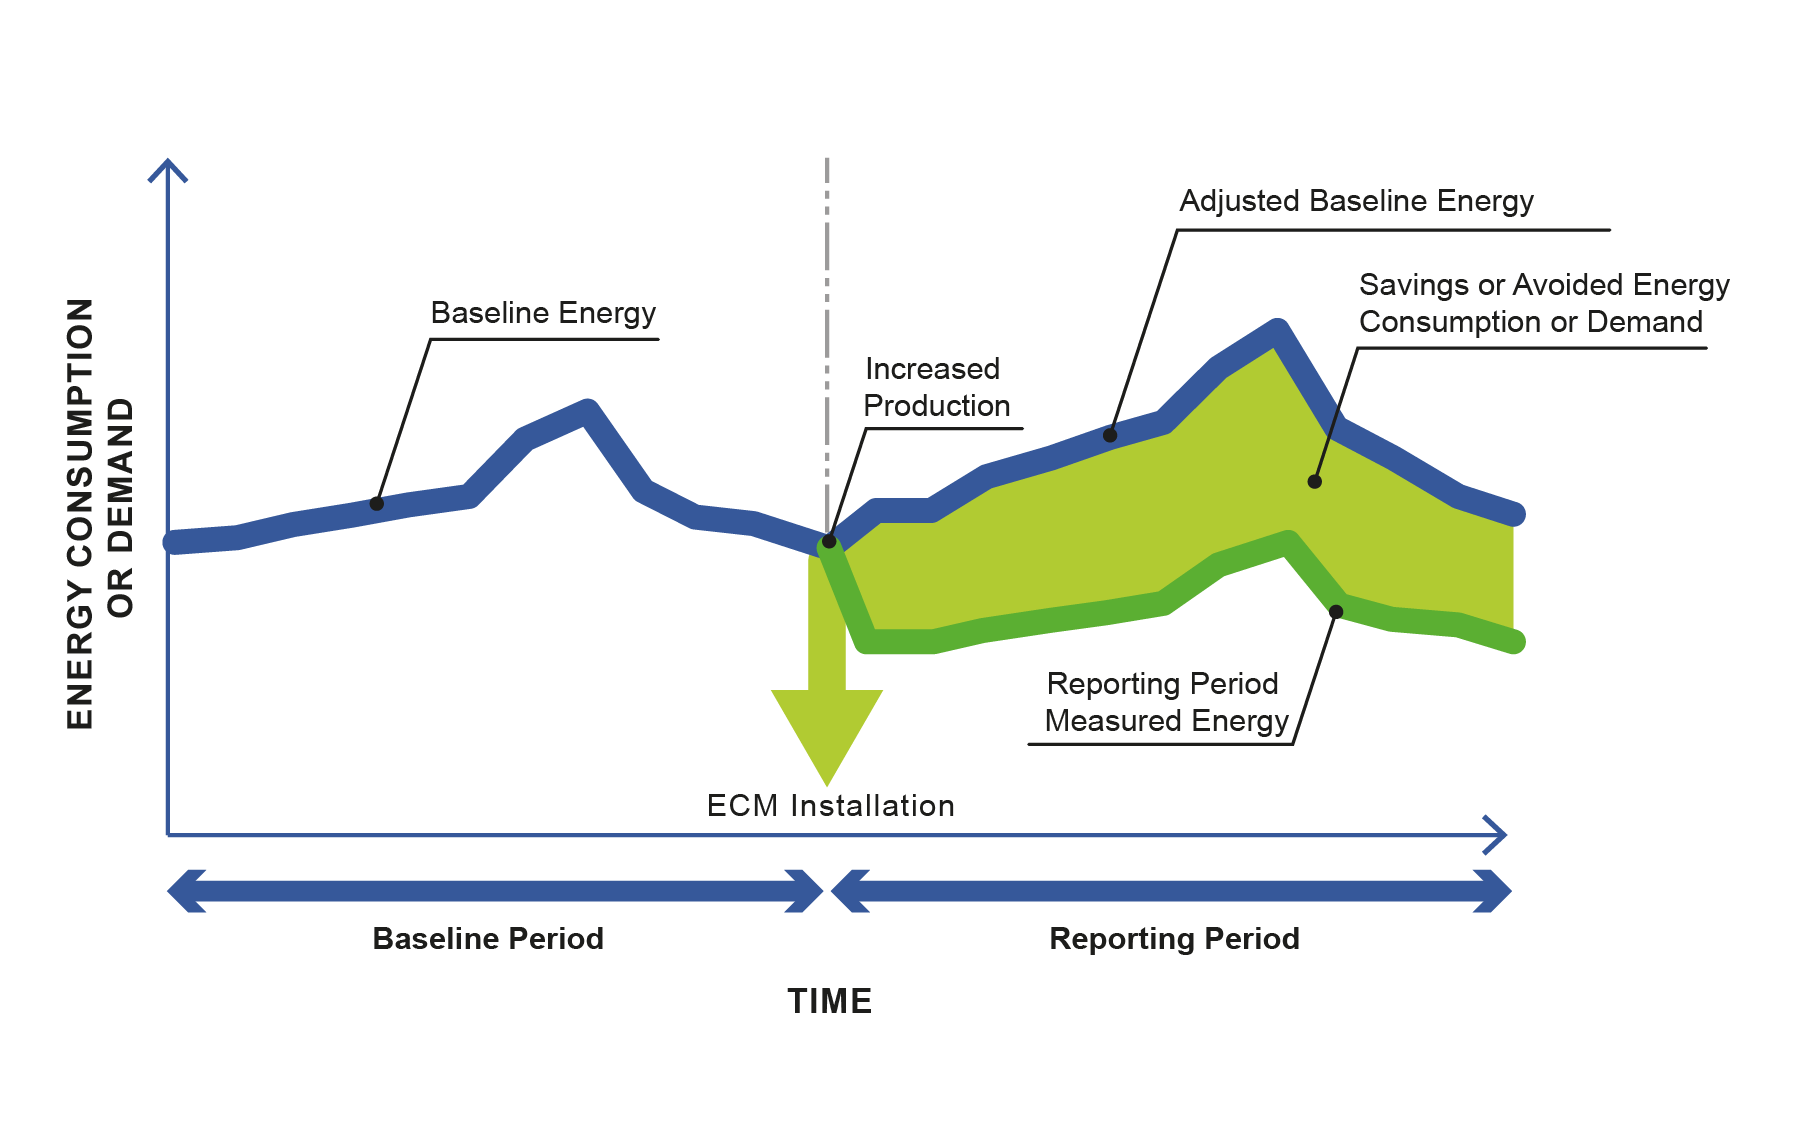 Adjusted Baseline Energy
Savings or Avoided Energy
Consumption or Demand
Baseline Energy
Increased
Production
ENERGY CONSUMPTION
OR DEMAND
Reporting Period
Measured Energy
ECM Installation
Baseline Period
Reporting Period
TIME